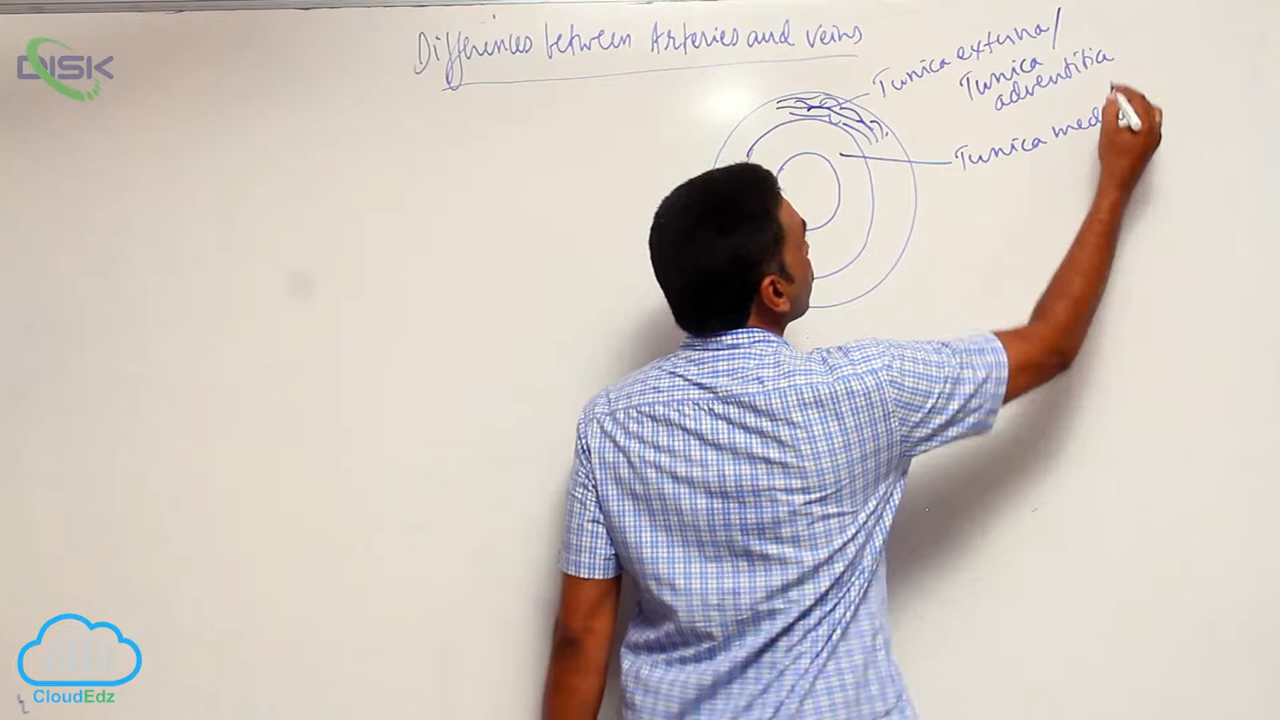 Differences between Arteries and veins
Tunica externa/
Tunica
adventitia
Tunica med
DISK
CloudEdz